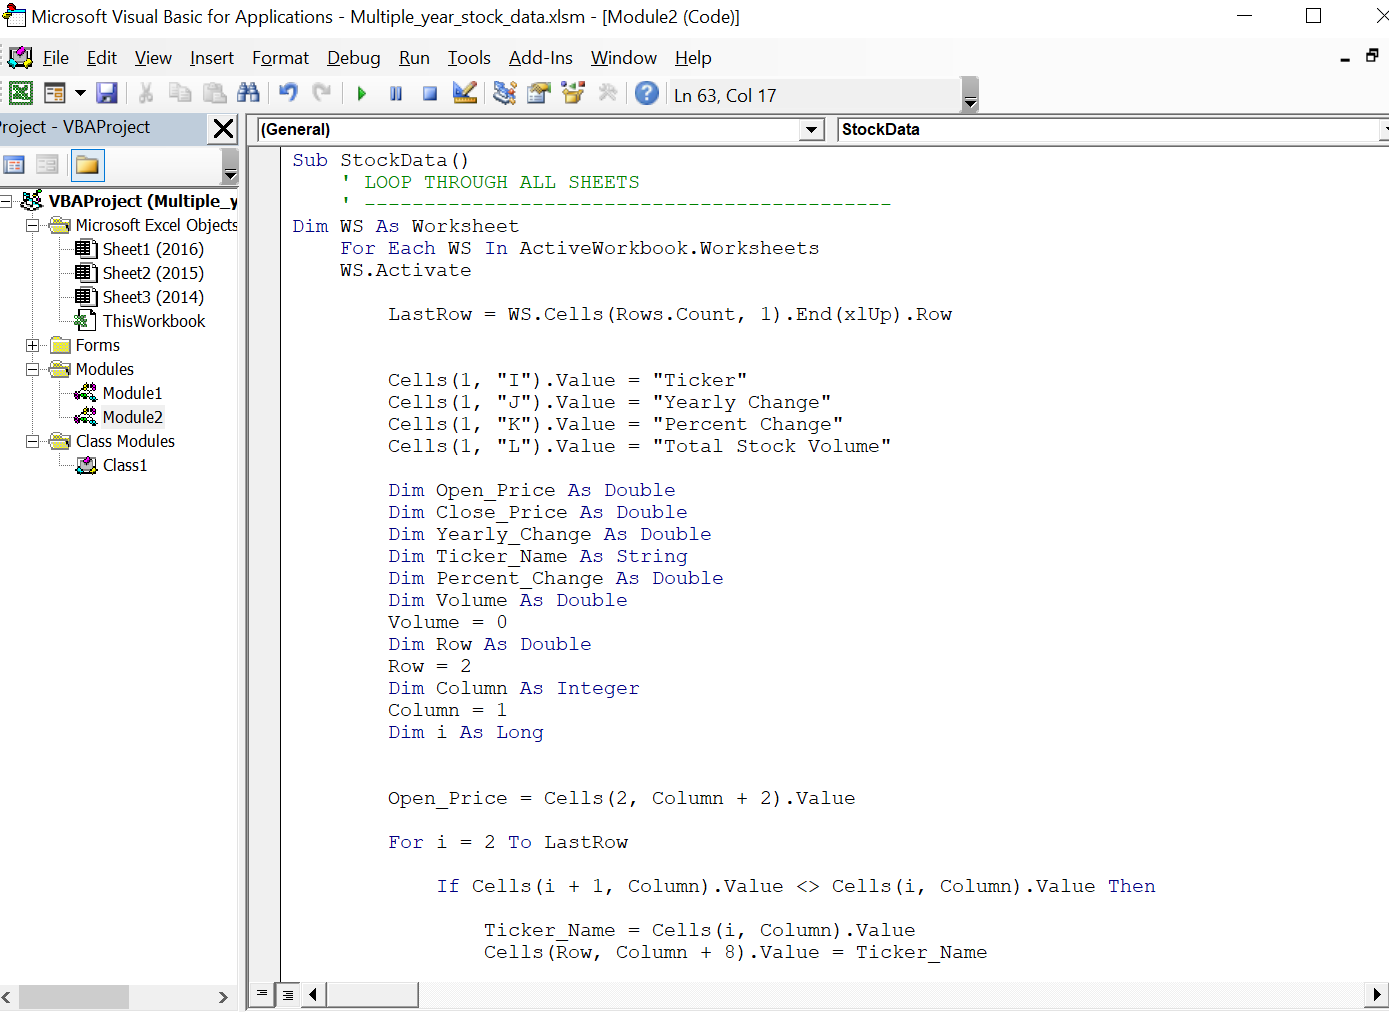 Microsoft Visual Basic for Applications - Multiple_year_stock_data.xlsm - [Module2 (Code)]
File Edit View Insert Format Debug Run Tools Add-Ins Window Help
Ln 63, Col 17
roject - VBAProject
(General)
StockData
VBAProject (Multiple_y
Microsoft Excel Objects
Sheet1 (2016)
Sheet2 (2015)
Sheet3 (2014)
ThisWorkbook
Forms
Modules
Module1
Module2
Class Modules
Class1
Sub StockData()
' LOOP THROUGH ALL SHEETS
' --------------------------------------------
Dim WS As Worksheet
For Each WS In ActiveWorkbook.Worksheets
WS.Activate
LastRow = WS.Cells(Rows.Count, 1).End(xlUp).Row
Cells(1, "I").Value = "Ticker"
Cells(1, "J").Value = "Yearly Change"
Cells(1, "K").Value = "Percent Change"
Cells(1, "L").Value = "Total Stock Volume"
Dim Open_Price As Double
Dim Close_Price As Double
Dim Yearly_Change As Double
Dim Ticker_Name As String
Dim Percent_Change As Double
Dim Volume As Double
Volume = 0
Dim Row As Double
Row = 2
Dim Column As Integer
Column = 1
Dim i As Long
Open_Price = Cells(2, Column + 2).Value
For i = 2 To LastRow
If Cells(i + 1, Column).Value <> Cells(i, Column).Value Then
Ticker_Name = Cells(i, Column).Value
Cells(Row, Column + 8).Value = Ticker_Name